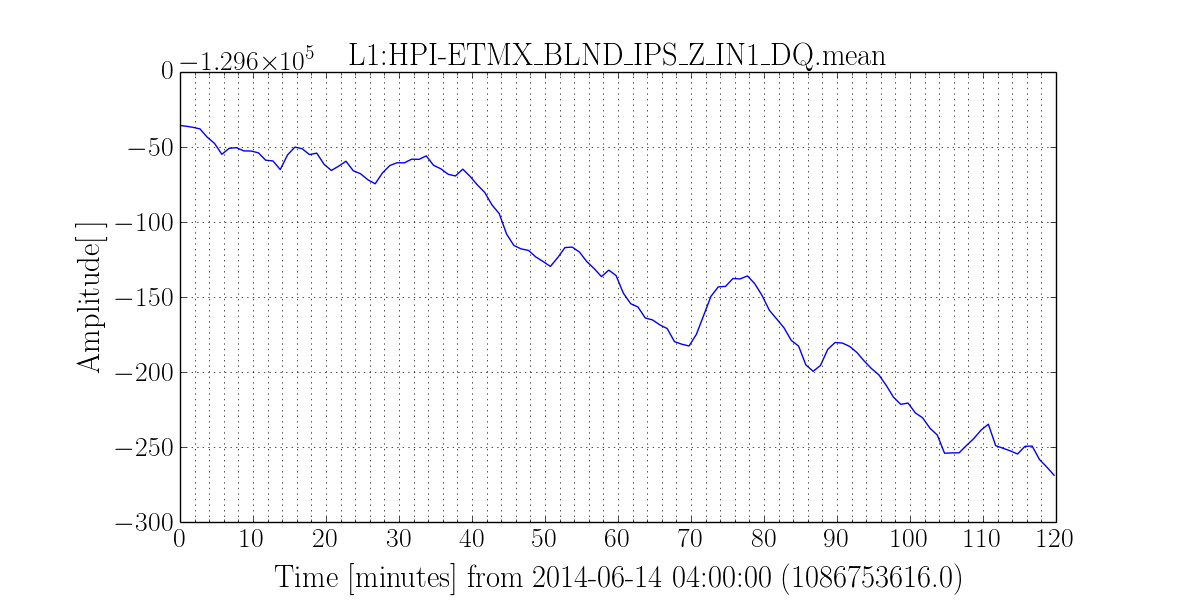 L1:HPI-ETMX_BLND_IPS_Z_IN1_DQ.mean
−1.296×10⁵
0
−50
−100
−150
−200
−250
−300
Amplitude[ ]
0 10 20 30 40 50 60 70 80 90 100 110 120
Time [minutes] from 2014-06-14 04:00:00 (1086753616.0)